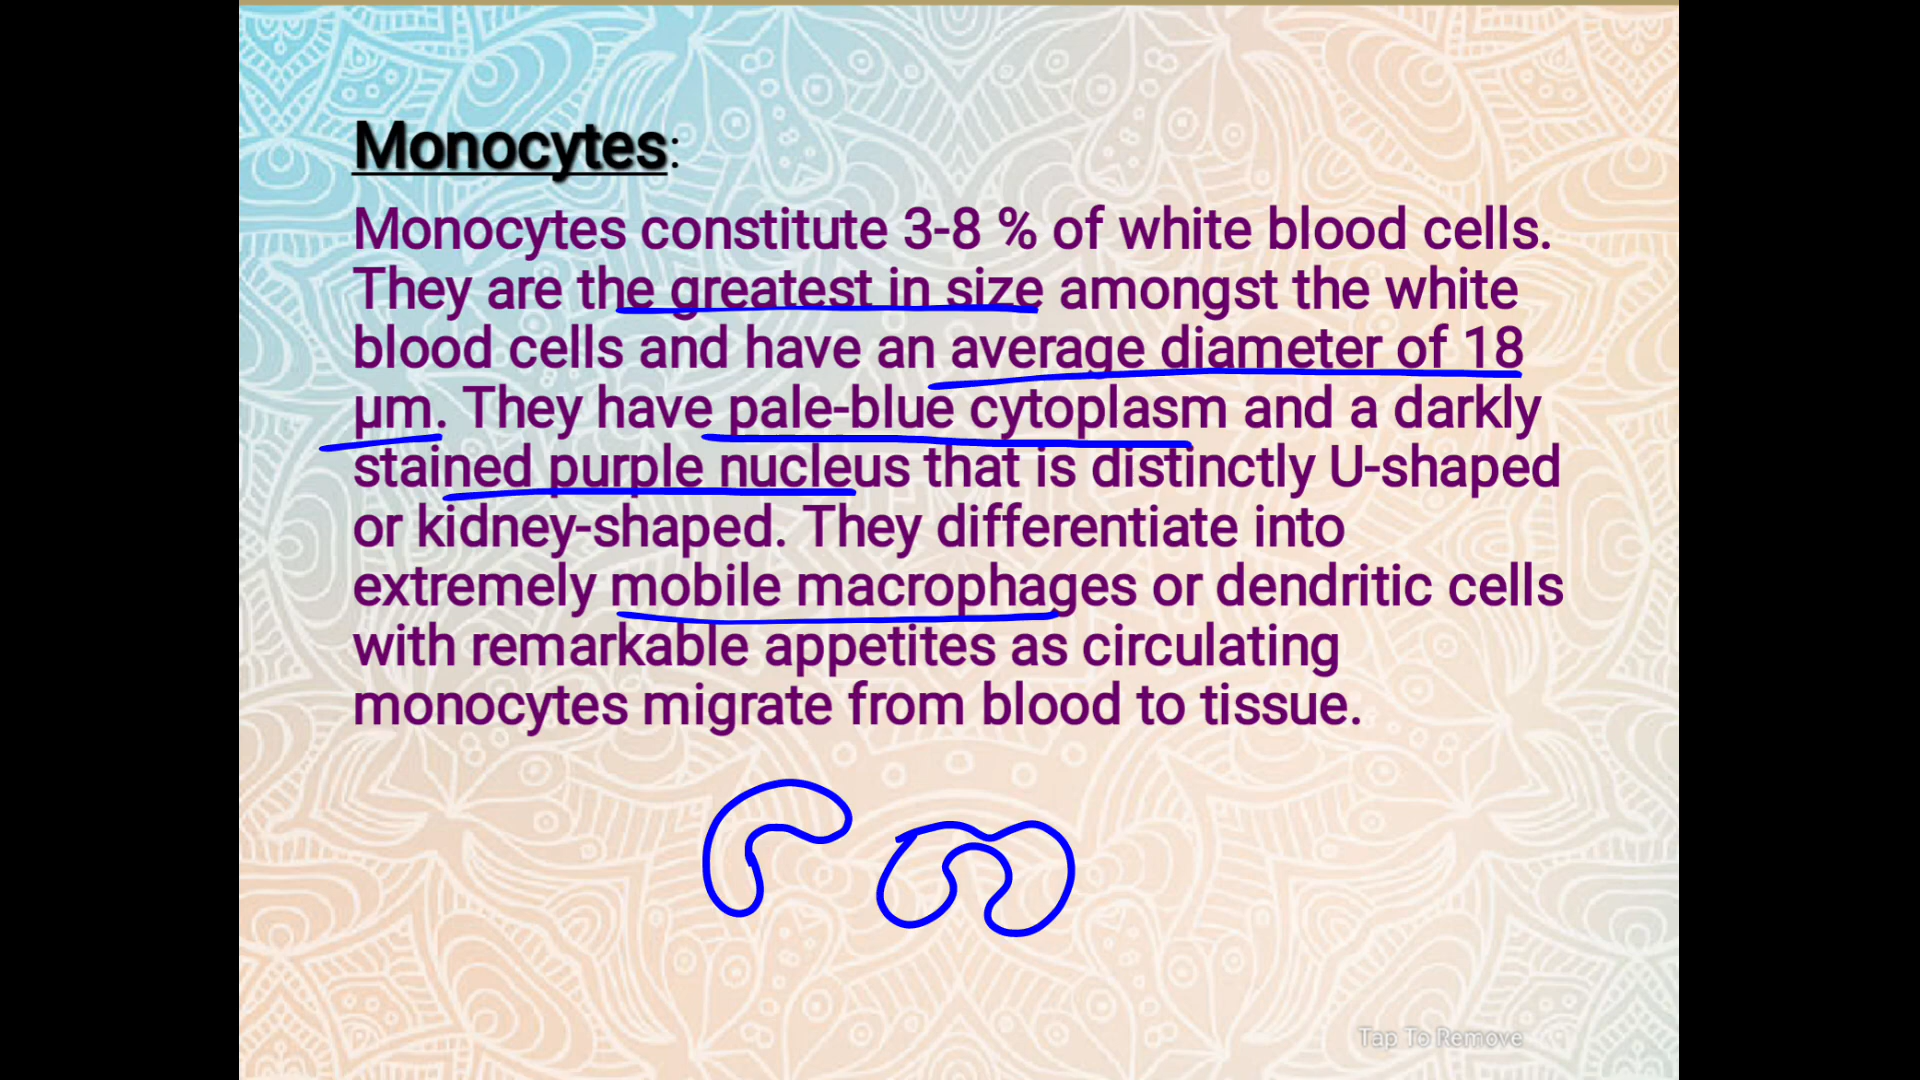 Monocytes:
Monocytes constitute 3-8 % of white blood cells.
They are the greatest in size amongst the white
blood cells and have an average diameter of 18
µm. They have pale-blue cytoplasm and a darkly
stained purple nucleus that is distinctly U-shaped
or kidney-shaped. They differentiate into
extremely mobile macrophages or dendritic cells
with remarkable appetites as circulating
monocytes migrate from blood to tissue.
Tap To Remove